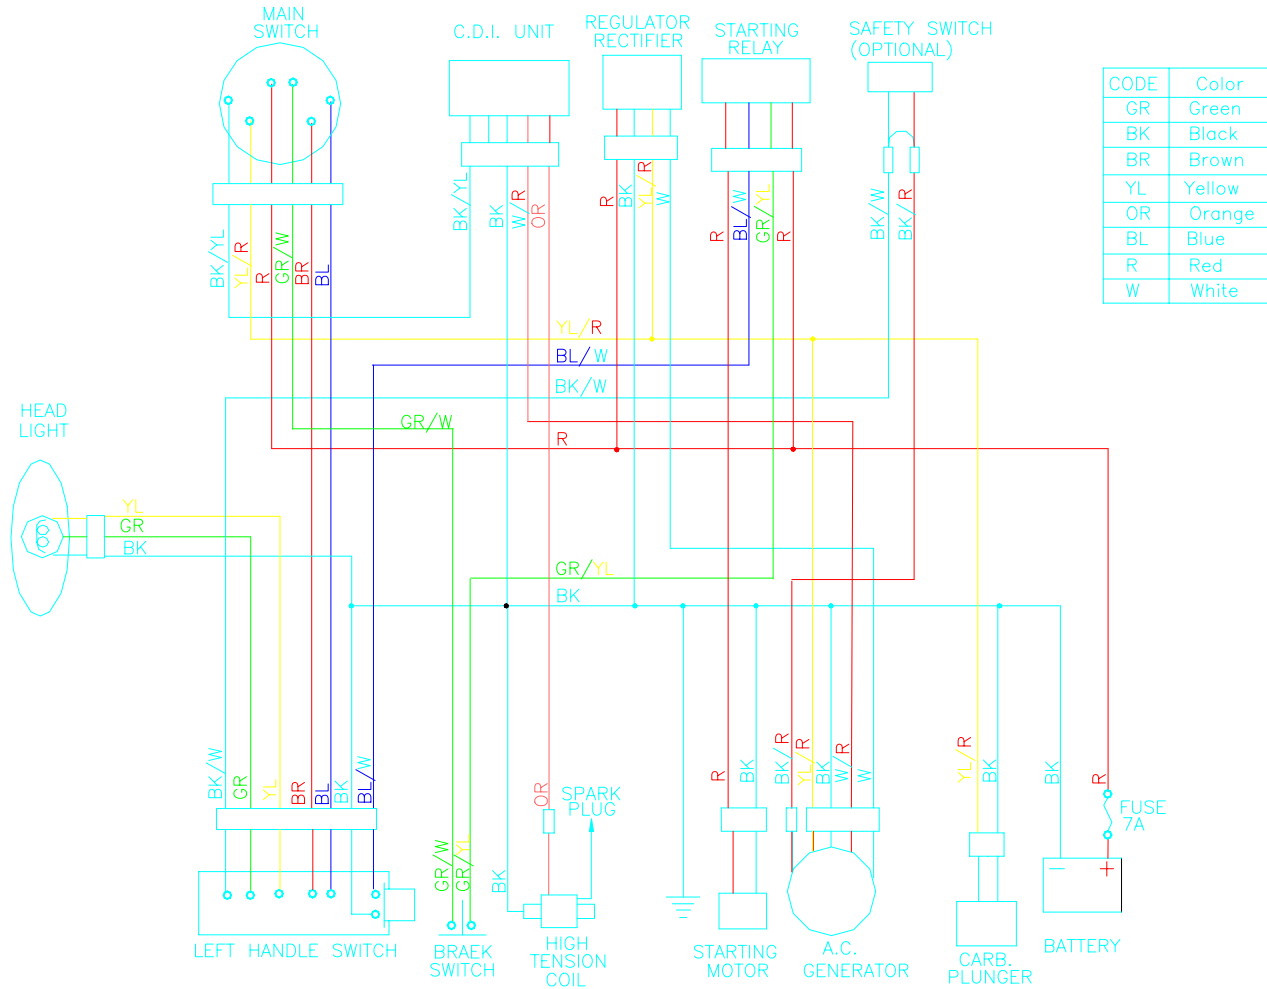 MAIN
SWITCH
C.D.I. UNIT
REGULATOR
RECTIFIER
STARTING
RELAY
SAFETY SWITCH
(OPTIONAL)
CODE Color
GR Green
BK Black
BR Brown
YL Yellow
OR Orange
BL Blue
R Red
W White
BK/YL
YL/R
R
GR/W
BR
BL
BK/YL
BK
W/R
OR
R
BK
YL/R
W
R
BL/W
GR/YL
R
BK/W
BK/R
YL/R
BL/W
BK/W
GR/W
R
HEAD
LIGHT
YL
GR
BK
GR/YL
BK
BK/W
GR
YL
BR
BL
BK
BL/W
GR/W
GR/YL
BK
OR
SPARK
PLUG
R
BK
BK/R
YL/R
BK
W/R
W
YL/R
BK
BK
R
FUSE
7A
LEFT HANDLE SWITCH
BRAEK
SWITCH
HIGH
TENSION
COIL
STARTING
MOTOR
A.C.
GENERATOR
CARB.
PLUNGER
BATTERY
− +